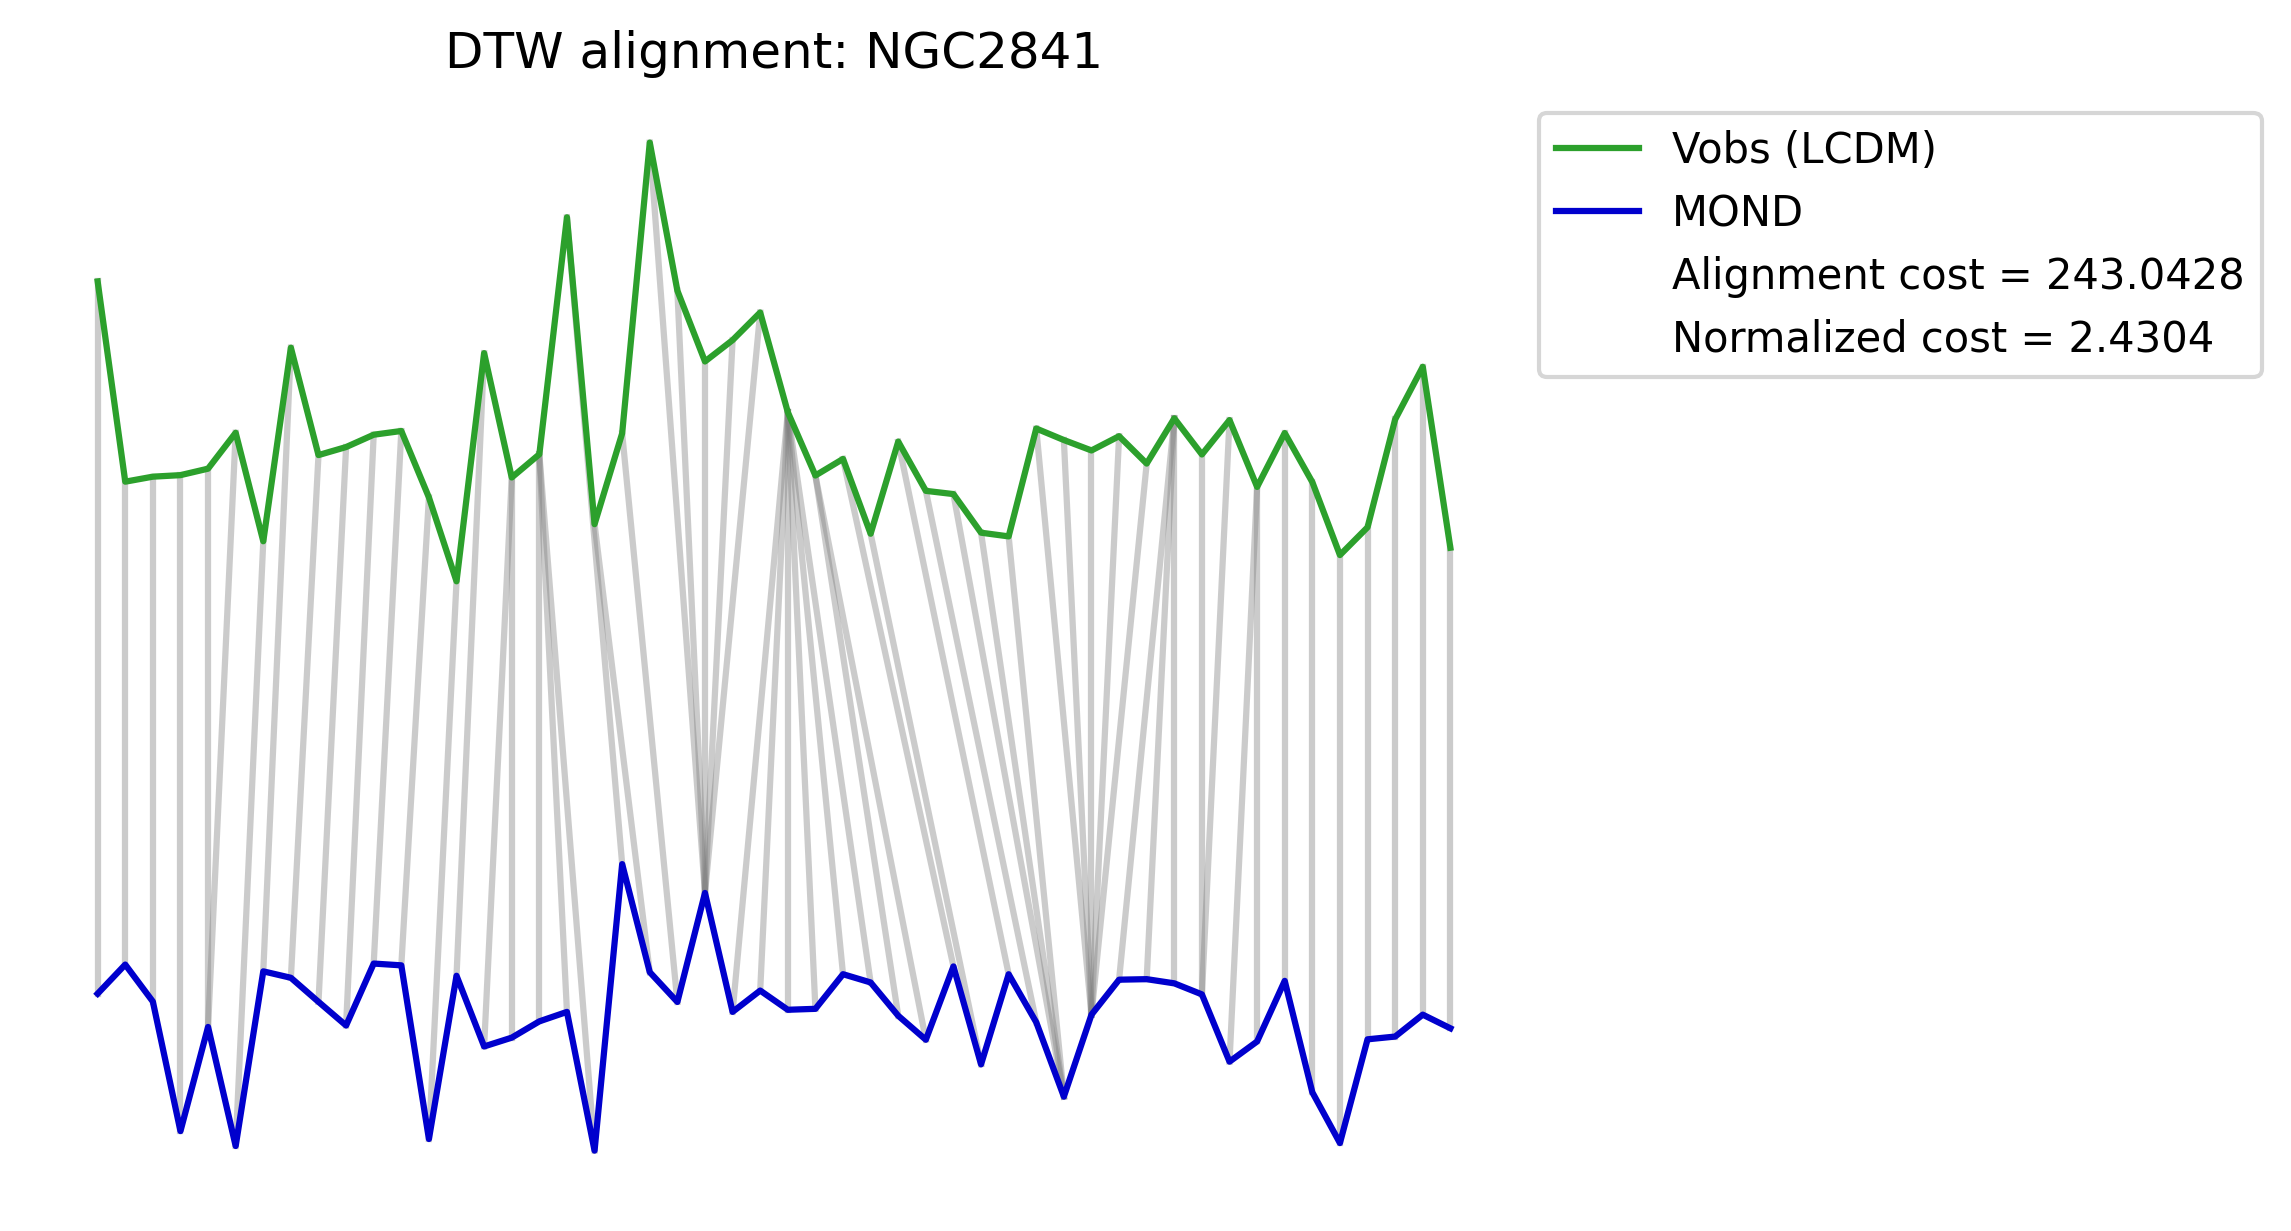 DTW alignment: NGC2841
Vobs (LCDM)
MOND
Alignment cost = 243.0428
Normalized cost = 2.4304